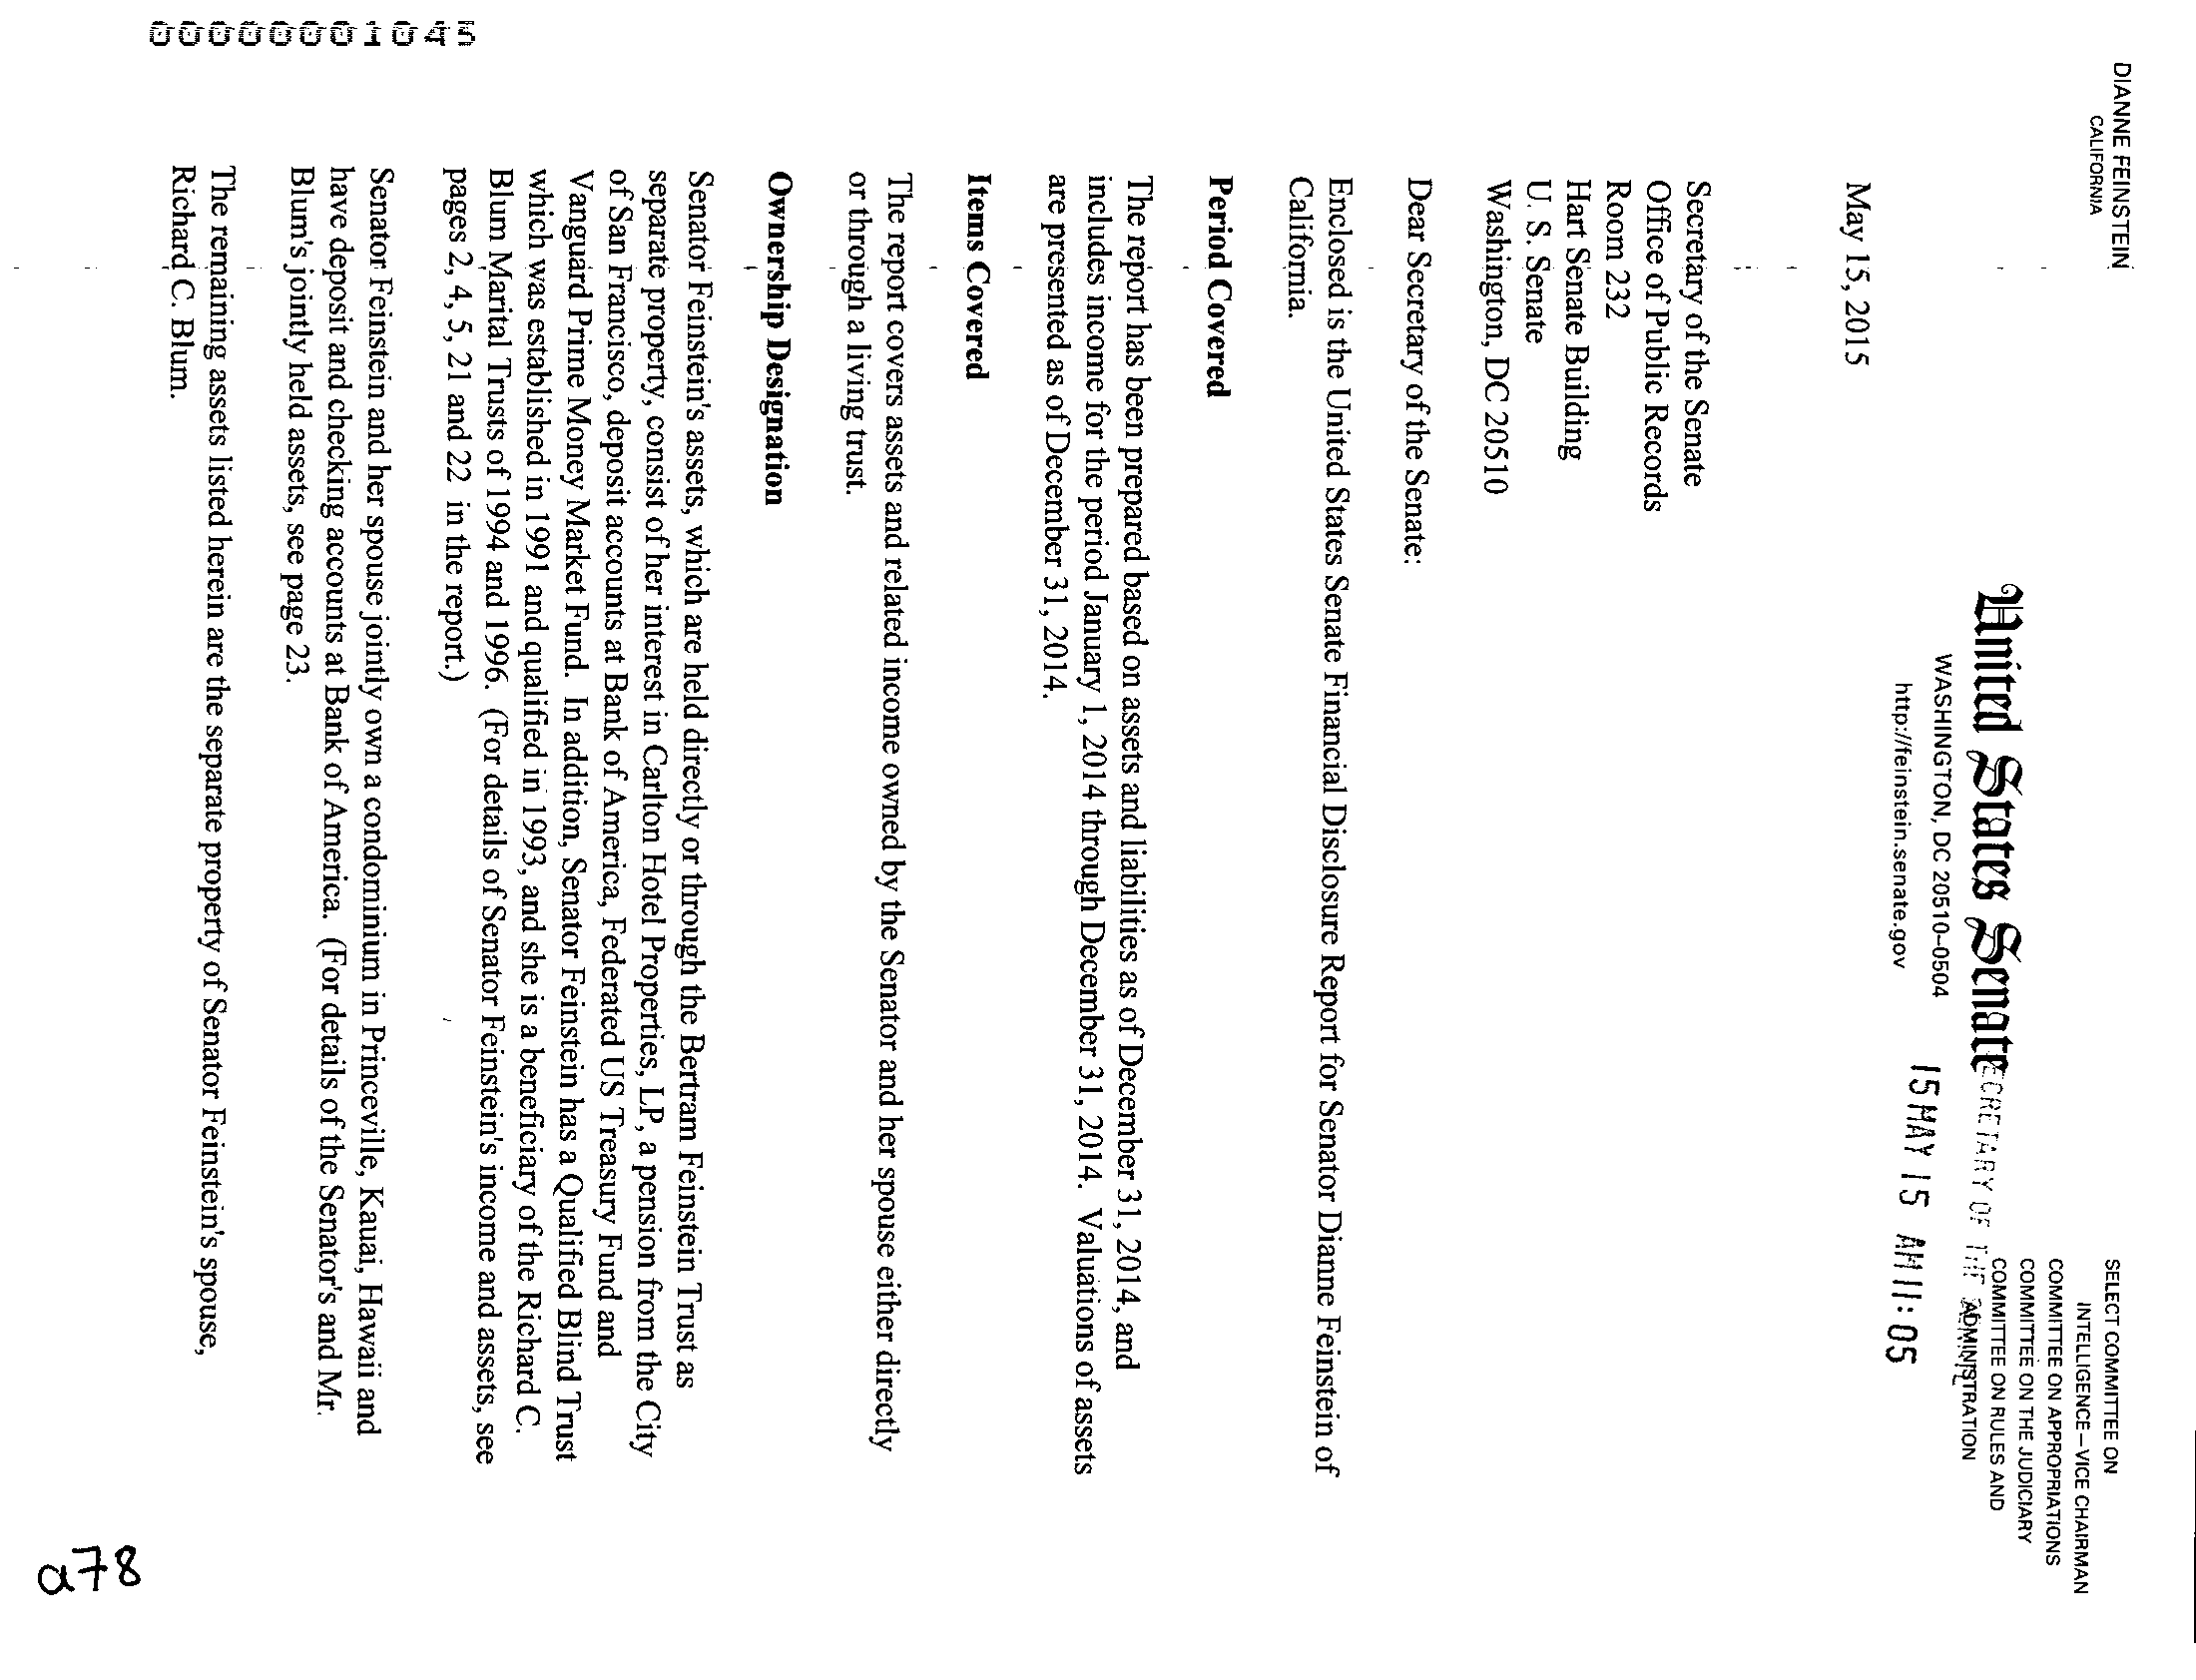 00000001045
DIANNE FEINSTEIN
CALIFORNIA
SELECT COMMITTEE ON
INTELLIGENCE—VICE CHAIRMAN
COMMITTEE ON APPROPRIATIONS
COMMITTEE ON THE JUDICIARY
COMMITTEE ON RULES AND
ADMINISTRATION
United States Senate
WASHINGTON, DC 20510–0504
http://feinstein.senate.gov
SECRETARY OF THE
15 MAY 15 AM 11:05
May 15, 2015
Secretary of the Senate
Office of Public Records
Room 232
Hart Senate Building
U. S. Senate
Washington, DC 20510
Dear Secretary of the Senate:
Enclosed is the United States Senate Financial Disclosure Report for Senator Dianne Feinstein of
California.
Period Covered
The report has been prepared based on assets and liabilities as of December 31, 2014, and
includes income for the period January 1, 2014 through December 31, 2014. Valuations of assets
are presented as of December 31, 2014.
Items Covered
The report covers assets and related income owned by the Senator and her spouse either directly
or through a living trust.
Ownership Designation
Senator Feinstein's assets, which are held directly or through the Bertram Feinstein Trust as
separate property, consist of her interest in Carlton Hotel Properties, LP, a pension from the City
of San Francisco, deposit accounts at Bank of America, Federated US Treasury Fund and
Vanguard Prime Money Market Fund. In addition, Senator Feinstein has a Qualified Blind Trust
which was established in 1991 and qualified in 1993, and she is a beneficiary of the Richard C.
Blum Marital Trusts of 1994 and 1996. (For details of Senator Feinstein's income and assets, see
pages 2, 4, 5, 21 and 22 in the report.)
Senator Feinstein and her spouse jointly own a condominium in Princeville, Kauai, Hawaii and
have deposit and checking accounts at Bank of America. (For details of the Senator's and Mr.
Blum's jointly held assets, see page 23.
The remaining assets listed herein are the separate property of Senator Feinstein's spouse,
Richard C. Blum.
a78